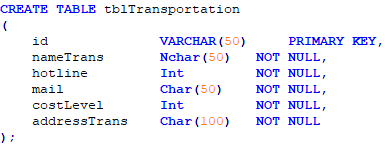 CREATE TABLE tblTransportation
(
id VARCHAR(50) PRIMARY KEY,
nameTrans Nchar(50) NOT NULL,
hotline Int NOT NULL,
mail Char(50) NOT NULL,
costLevel Int NOT NULL,
addressTrans Char(100) NOT NULL
);